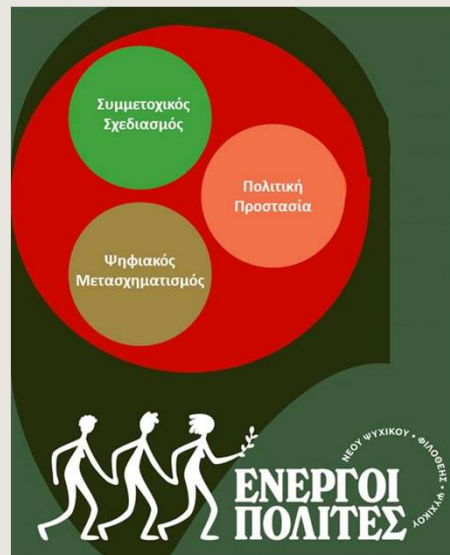 Συμμετοχικός
Σχεδιασμός
Πολιτική
Προστασία
Ψηφιακός
Μετασχηματισμός
ΝΕΟΥ ΨΥΧΙΚΟΥ • ΦΙΛΟΘΕΗΣ • ΨΥΧΙΚΟΥ
ΕΝΕΡΓΟΙ
ΠΟΛΙΤΕΣ